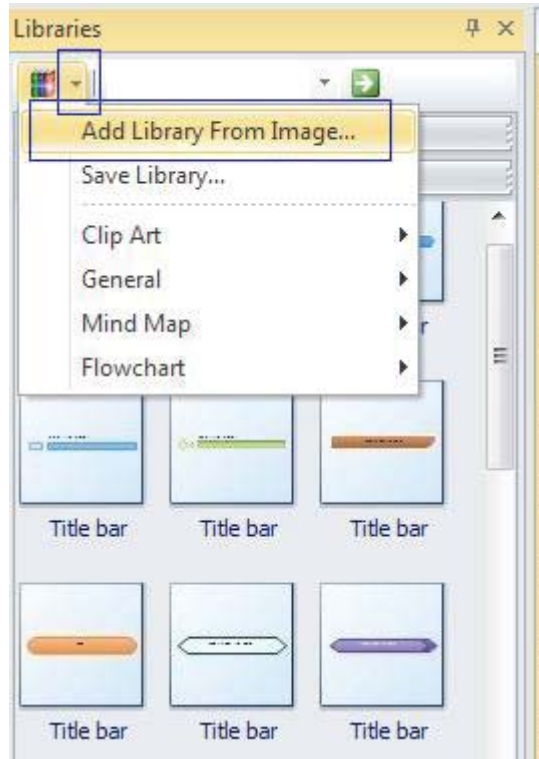 Libraries
Add Library From Image...
Save Library...
Clip Art
General
Mind Map
Flowchart
r
Title bar Title bar Title bar
Title bar Title bar Title bar